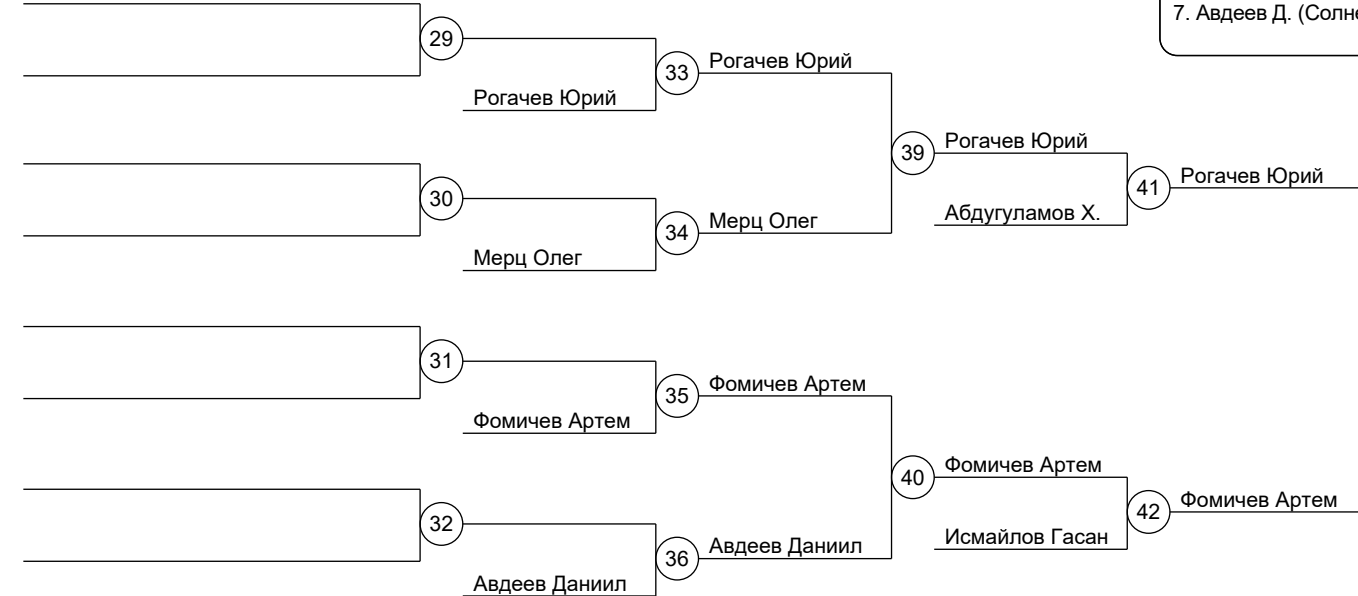 7. Авдеев Д. (Солне
29
Рогачев Юрий
33
Рогачев Юрий
39
Рогачев Юрий
41
Рогачев Юрий
Абдугуламов Х.
30
Мерц Олег
34
Мерц Олег
31
Фомичев Артем
35
Фомичев Артем
40
Фомичев Артем
42
Фомичев Артем
Исмайлов Гасан
32
Авдеев Даниил
36
Авдеев Даниил